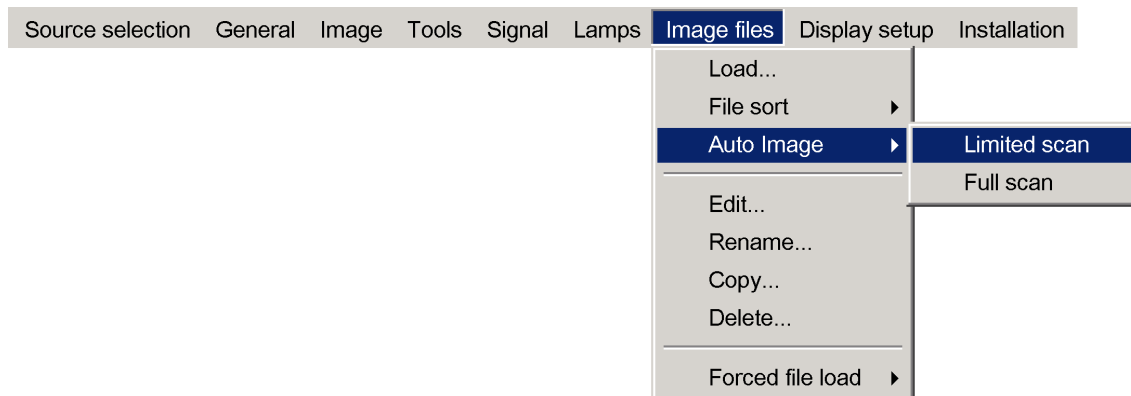 Source selection General Image Tools Signal Lamps Image files Display setup Installation
Load...
File sort
Auto Image
Limited scan
Full scan
Edit...
Rename...
Copy...
Delete...
Forced file load